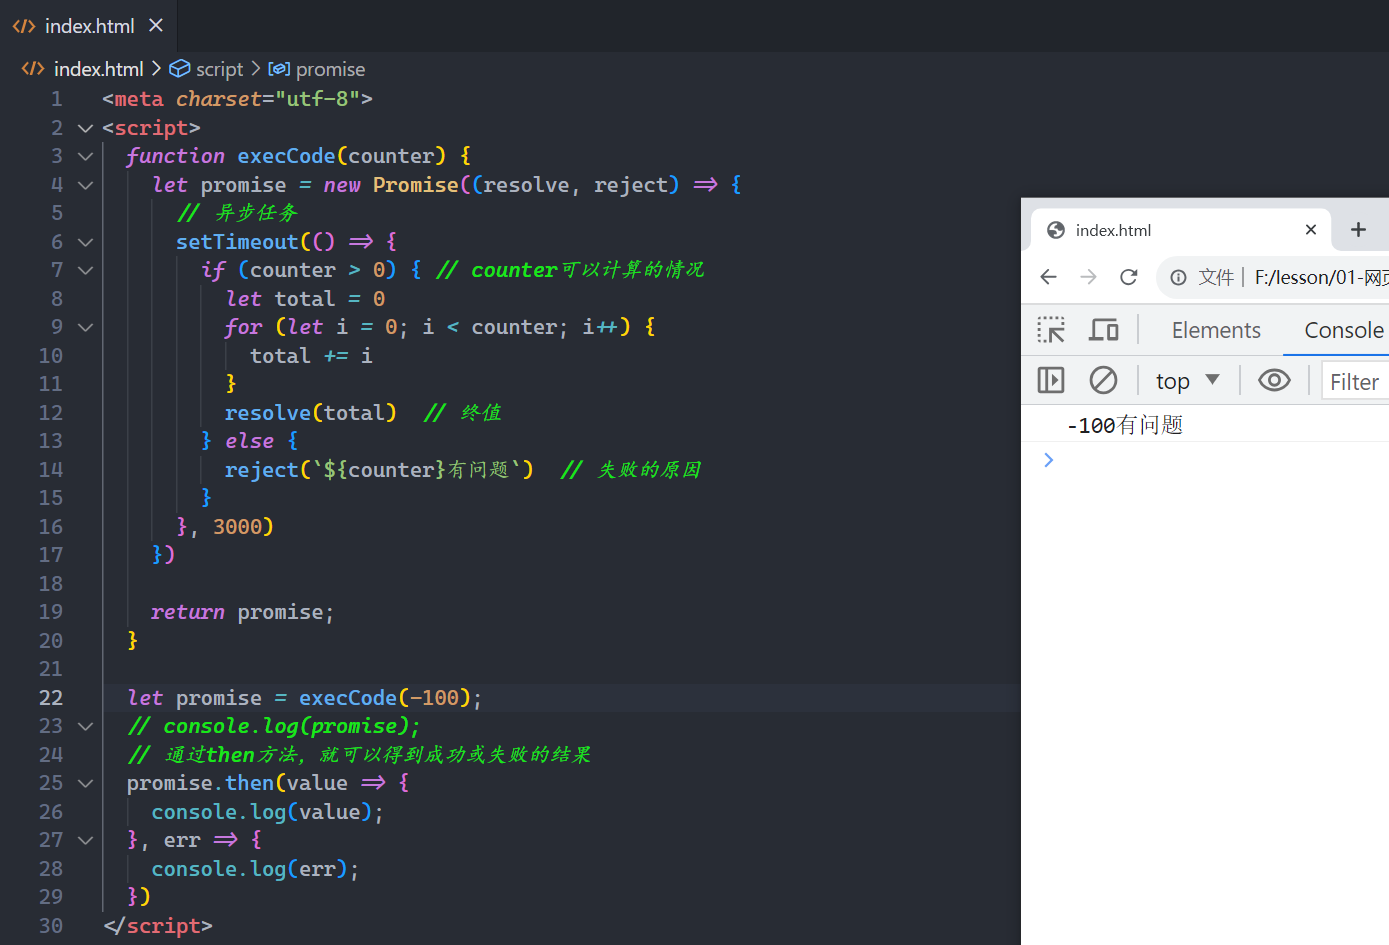 index.html
index.html > script > promise
1 <meta charset="utf-8">
2 <script>
3 function execCode(counter) {
4 let promise = new Promise((resolve, reject) => {
5 // 异步任务
6 setTimeout(() => {
7 if (counter > 0) { // counter可以计算的情况
8 let total = 0
9 for (let i = 0; i < counter; i++) {
10 total += i
11 }
12 resolve(total) // 终值
13 } else {
14 reject(`${counter}有问题`) // 失败的原因
15 }
16 }, 3000)
17 })
18
19 return promise;
20 }
21
22 let promise = execCode(-100);
23 // console.log(promise);
24 // 通过then方法，就可以得到成功或失败的结果
25 promise.then(value => {
26 console.log(value);
27 }, err => {
28 console.log(err);
29 })
30 </script>
index.html
文件 | F:/lesson/01-网页
Elements Console
top Filter
-100有问题